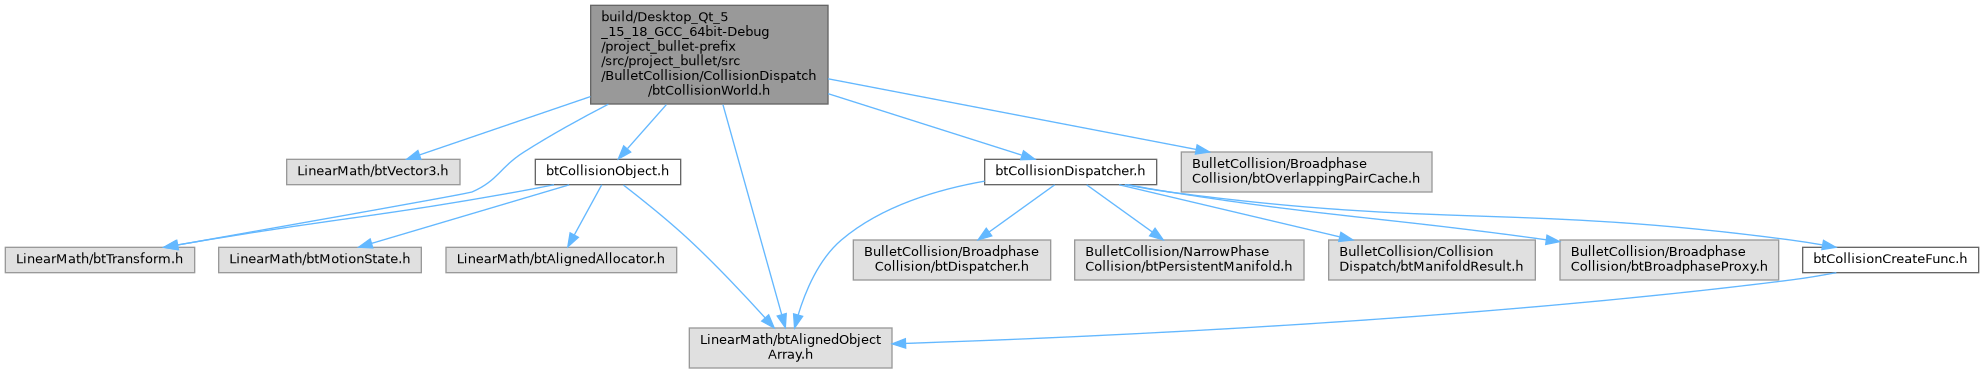 build/Desktop_Qt_5
_15_18_GCC_64bit-Debug
/project_bullet-prefix
/src/project_bullet/src
/BulletCollision/CollisionDispatch
/btCollisionWorld.h
LinearMath/btVector3.h
btCollisionObject.h
btCollisionDispatcher.h
BulletCollision/Broadphase
Collision/btOverlappingPairCache.h
LinearMath/btTransform.h
LinearMath/btMotionState.h
LinearMath/btAlignedAllocator.h
BulletCollision/Broadphase
Collision/btDispatcher.h
BulletCollision/NarrowPhase
Collision/btPersistentManifold.h
BulletCollision/Collision
Dispatch/btManifoldResult.h
BulletCollision/Broadphase
Collision/btBroadphaseProxy.h
btCollisionCreateFunc.h
LinearMath/btAlignedObject
Array.h